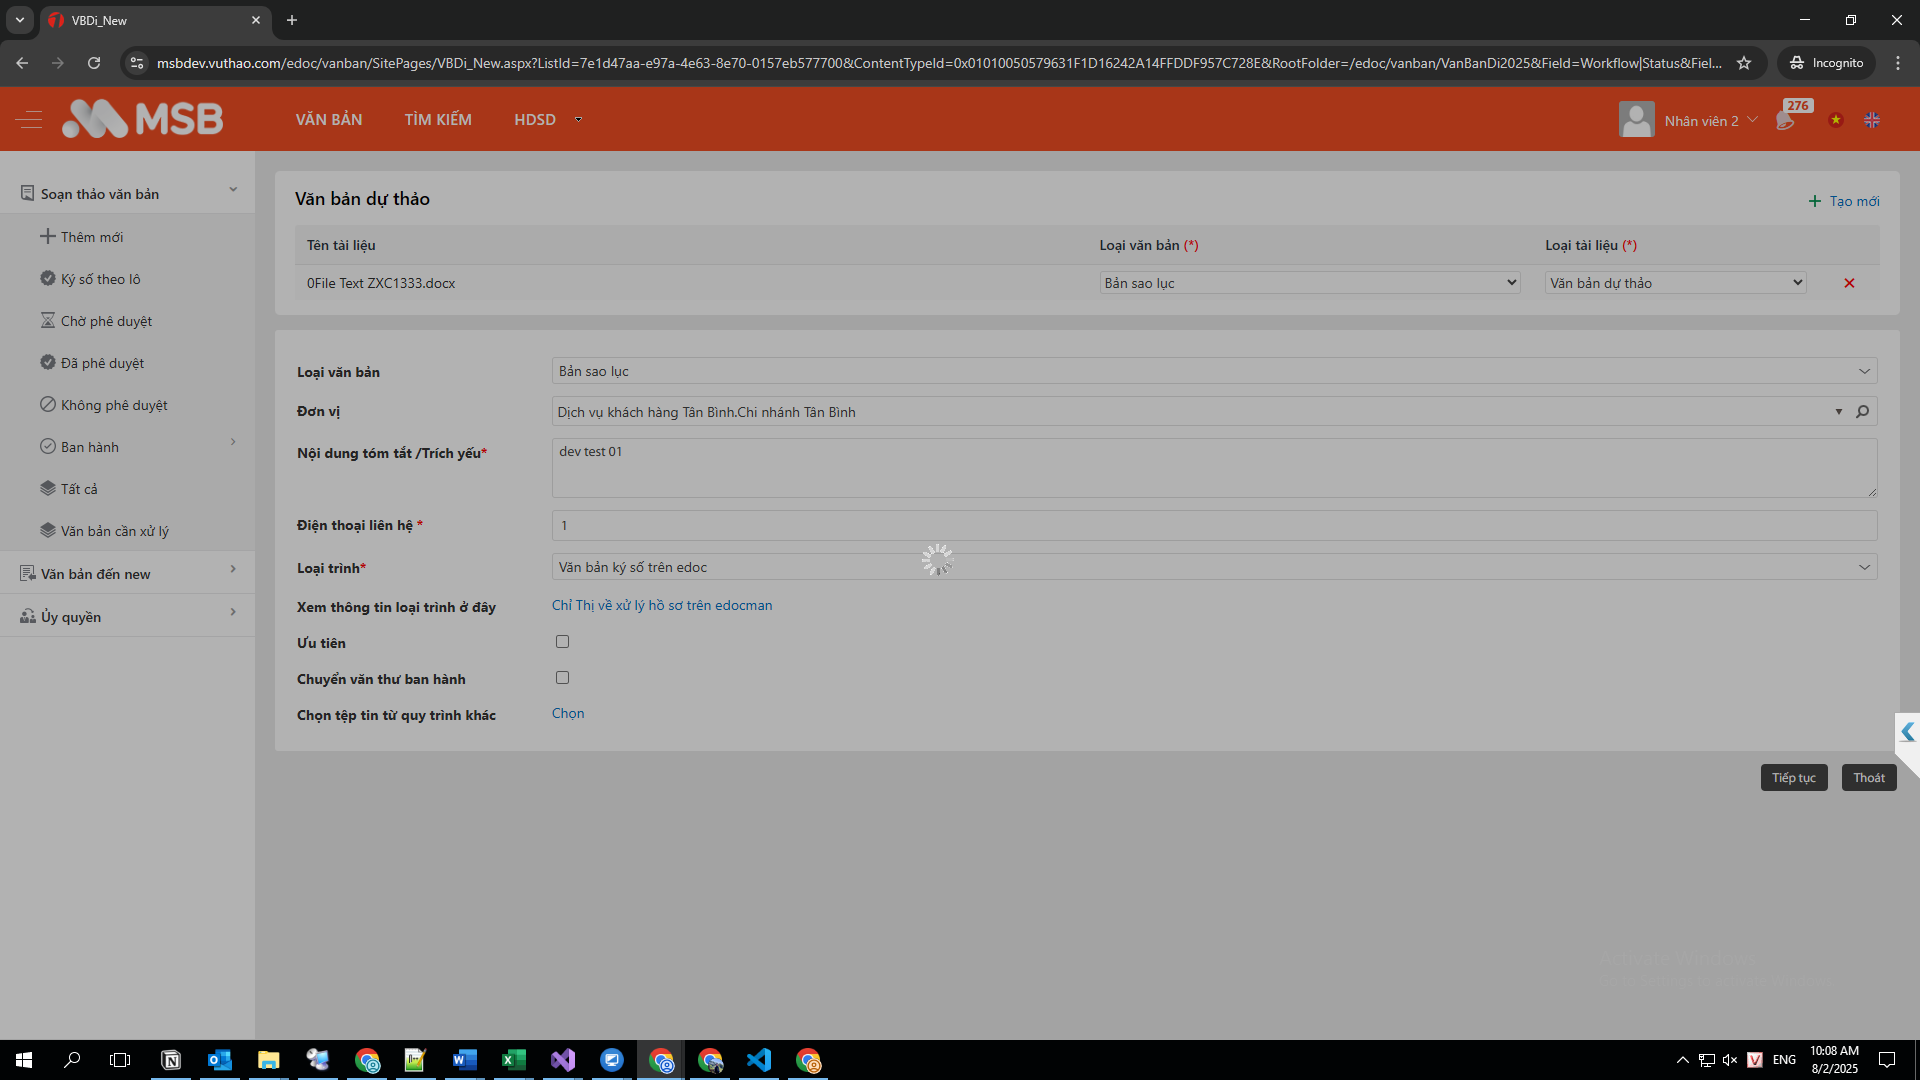 VBDi_New
msbdev.vuthao.com/edoc/vanban/SitePages/VBDi_New.aspx?ListId=7e1d47aa-e97a-4e63-8e70-0157eb577700&ContentTypeId=0x01010050579631F1D16242A14FFDDF957C728E&RootFolder=/edoc/vanban/VanBanDi2025&Field=Workflow|Status&Fiel...
Incognito
MSB
VĂN BẢN
TÌM KIẾM
HDSD
Nhân viên 2
276
Soạn thảo văn bản
Thêm mới
Ký số theo lô
Chờ phê duyệt
Đã phê duyệt
Không phê duyệt
Ban hành
Tất cả
Văn bản cần xử lý
Văn bản đến new
Ủy quyền
Văn bản dự thảo
Tạo mới
Tên tài liệu
Loại văn bản (*)
Loại tài liệu (*)
0File Text ZXC1333.docx
Bản sao lục
Văn bản dự thảo
Loại văn bản
Bản sao lục
Đơn vị
Dịch vụ khách hàng Tân Bình.Chi nhánh Tân Bình
Nội dung tóm tắt /Trích yếu*
dev test 01
Điện thoại liên hệ *
1
Loại trình*
Văn bản ký số trên edoc
Xem thông tin loại trình ở đây
Chỉ Thị về xử lý hồ sơ trên edocman
Ưu tiên
Chuyển văn thư ban hành
Chọn tệp tin từ quy trình khác
Chọn
Tiếp tục
Thoát
ENG
10:08 AM
8/2/2025